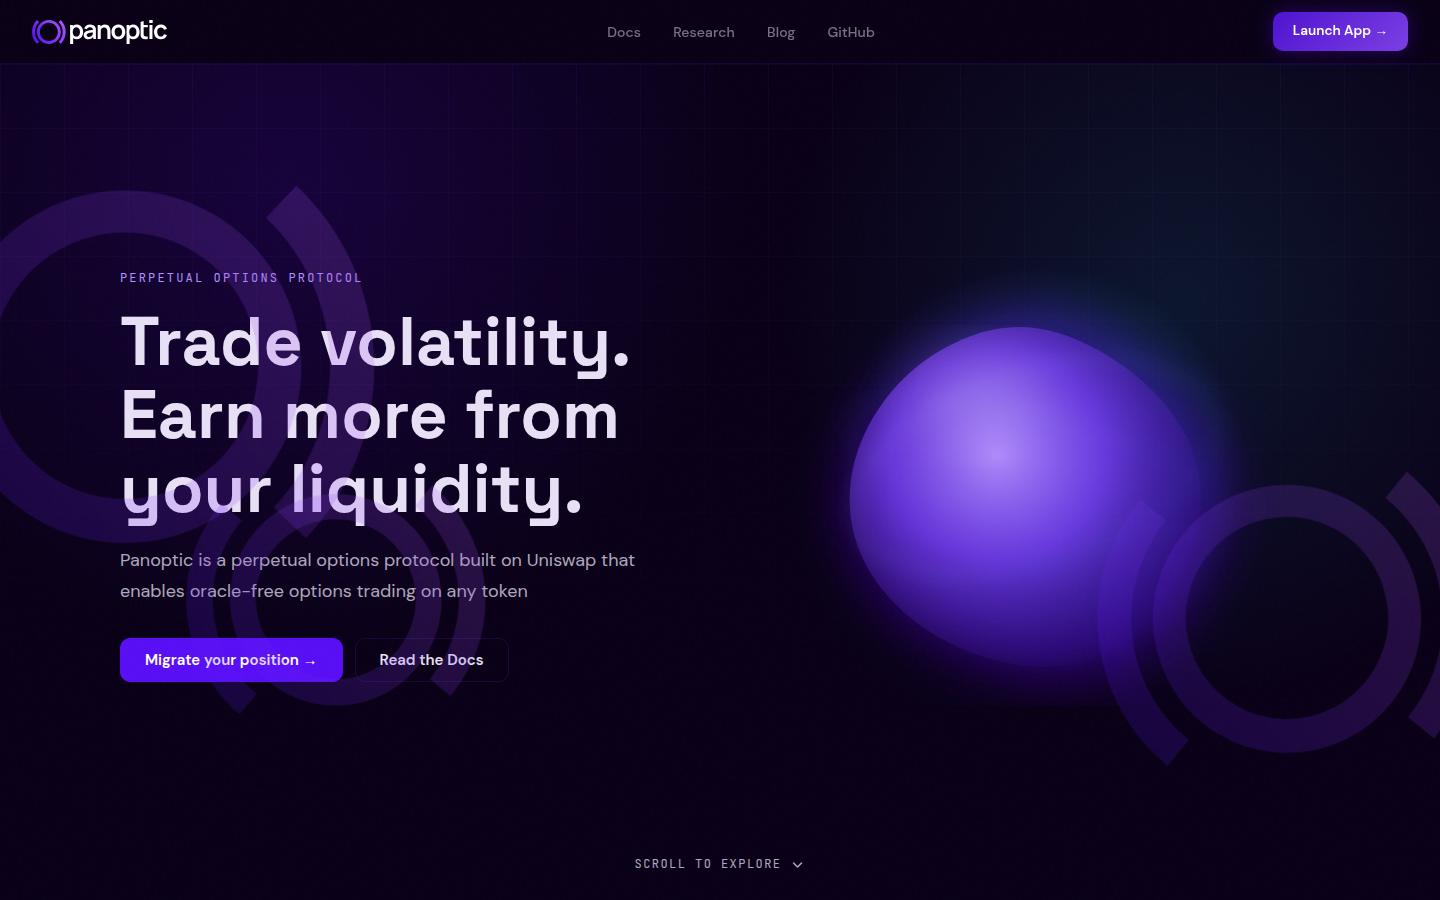 panoptic
Docs
Research
Blog
GitHub
Launch App →
PERPETUAL OPTIONS PROTOCOL
Trade volatility.
Earn more from
your liquidity.
Panoptic is a perpetual options protocol built on Uniswap that
enables oracle-free options trading on any token
Migrate your position →
Read the Docs
SCROLL TO EXPLORE